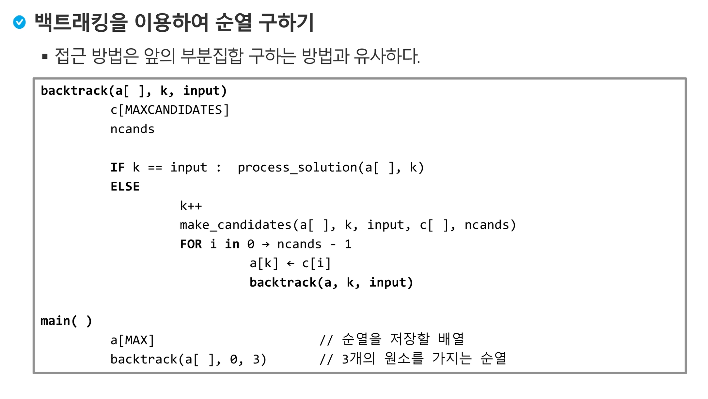 백트래킹을 이용하여 순열 구하기
▪ 접근 방법은 앞의 부분집합 구하는 방법과 유사하다.
backtrack(a[ ], k, input)
c[MAXCANDIDATES]
ncands
IF k == input :  process_solution(a[ ], k)
ELSE
k++
make_candidates(a[ ], k, input, c[ ], ncands)
FOR i in 0 → ncands - 1
a[k] ← c[i]
backtrack(a, k, input)
main( )
a[MAX] // 순열을 저장할 배열
backtrack(a[ ], 0, 3) // 3개의 원소를 가지는 순열